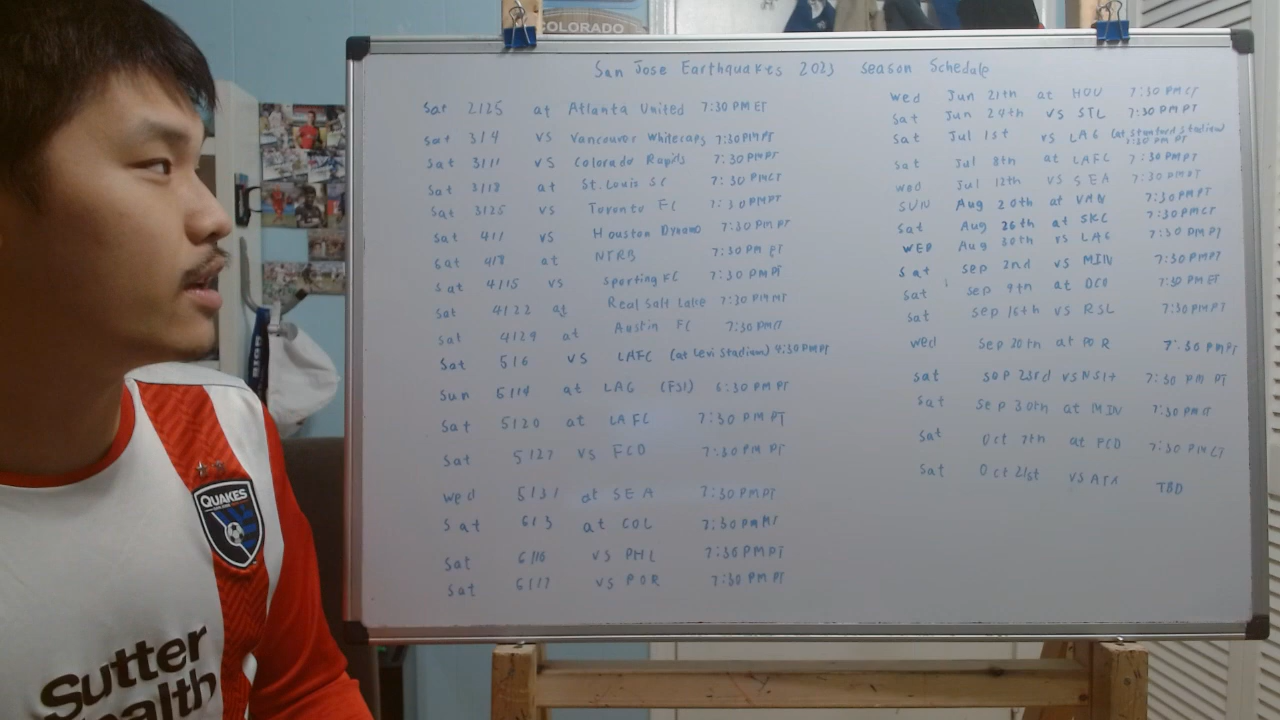 COLORADO
San Jose Earthquakes 2023 season Schedule
Sat 2/25 at Atlanta United 7:30 PM ET
Sat 3/4 VS Vancouver Whitecaps 7:30 PM PT
Sat 3/11 VS Colorado Rapids 7:30 PM PT
Sat 3/18 at St. Louis SC 7:30 PM CT
Sat 3/25 VS Toronto FC 7:30 PM PT
Sat 4/1 VS Houston Dynamo 7:30 PM PT
Sat 4/8 at NYRB 7:30 PM ET
Sat 4/15 VS Sporting FC 7:30 PM PT
Sat 4/22 at Real Salt Lake 7:30 PM MT
Sat 4/29 at Austin FC 7:30 PM CT
Sat 5/6 VS LAFC (at Levi Stadium) 4:30 PM PT
Sun 5/14 at LAG (FS1) 6:30 PM PT
Sat 5/20 at LAFC 7:30 PM PT
Sat 5/27 VS FCD 7:30 PM PT
Wed 5/31 at SEA 7:30 PM PT
Sat 6/3 at COL 7:30 PM MT
Sat 6/10 VS PHL 7:30 PM PT
Sat 6/17 VS POR 7:30 PM PT
Wed Jun 21th at HOU 7:30 PM CT
Sat Jun 24th VS STL 7:30 PM PT
Sat Jul 1st VS LAG (at Stanford Stadium)
7:30 PM PT
Sat Jul 8th at LAFC 7:30 PM PT
Wed Jul 12th VS SEA 7:30 PM PT
SUN Aug 20th at VAN 7:30 PM PT
Sat Aug 26th at SKC 7:30 PM CT
WED Aug 30th VS LAG 7:30 PM PT
Sat Sep 2nd VS MIN 7:30 PM PT
Sat Sep 9th at DCU 7:30 PM ET
Sat Sep 16th VS RSL 7:30 PM PT
Wed Sep 20th at POR 7:30 PM PT
Sat Sep 23rd VS NSH 7:30 PM PT
Sat Sep 30th at MIN 7:30 PM CT
Sat Oct 7th at FCD 7:30 PM CT
Sat Oct 21st VS ATX TBD
QUAKES
Sutter
Health